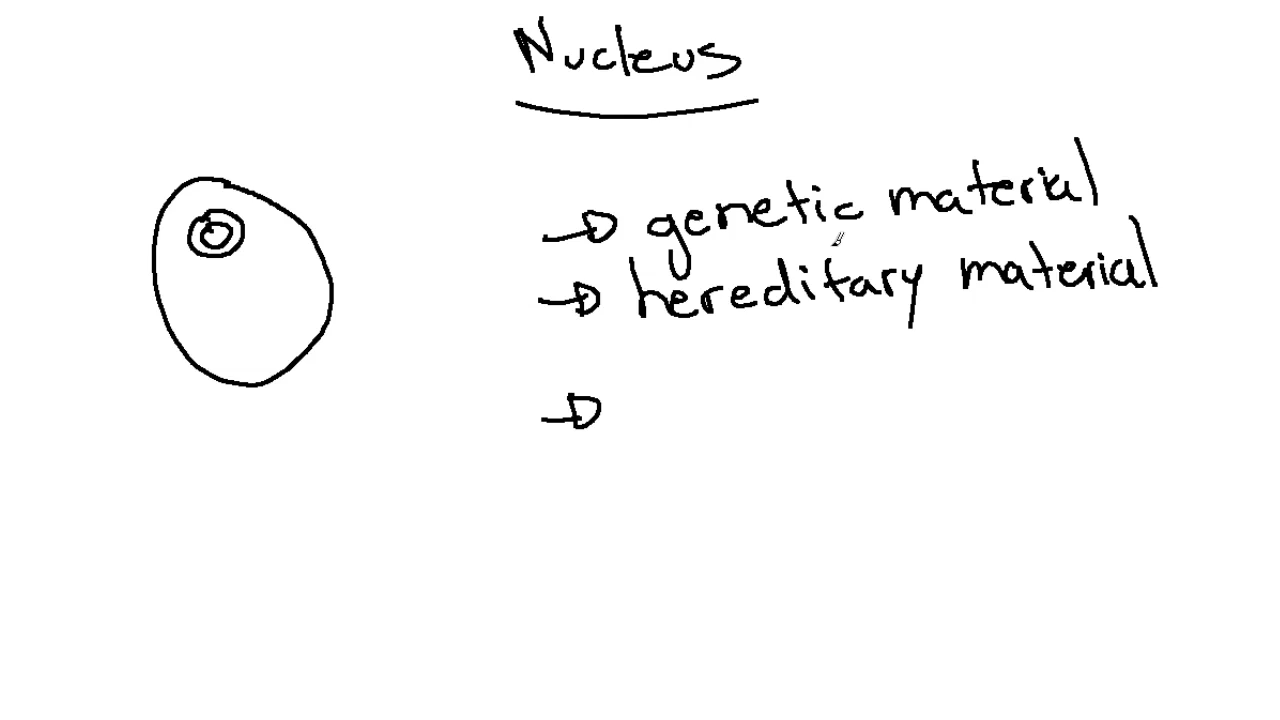 Nucleus
→ genetic material
→ hereditary material
→